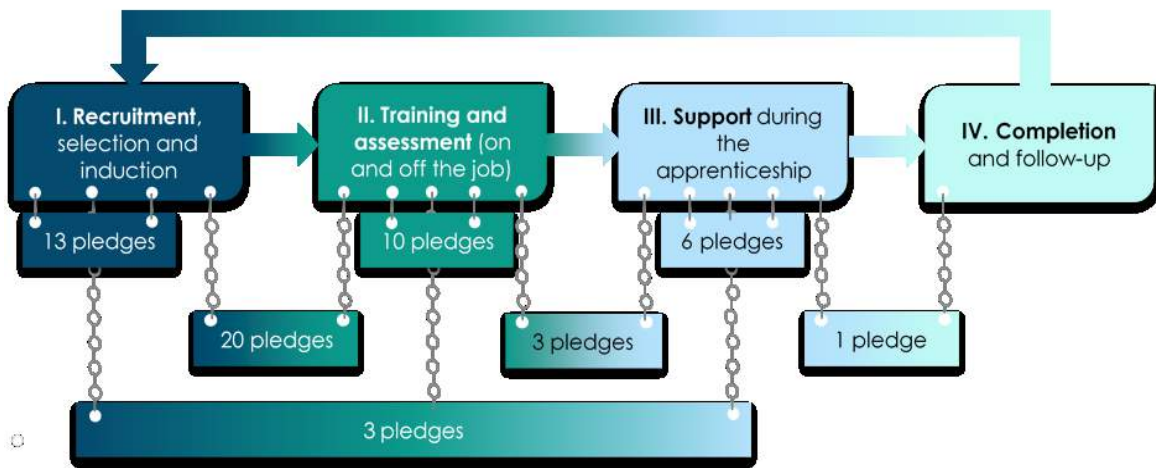 I. Recruitment,
selection and
induction
II. Training and
assessment (on
and off the job)
III. Support during
the
apprenticeship
IV. Completion
and follow-up
13 pledges
10 pledges
6 pledges
20 pledges
3 pledges
1 pledge
3 pledges